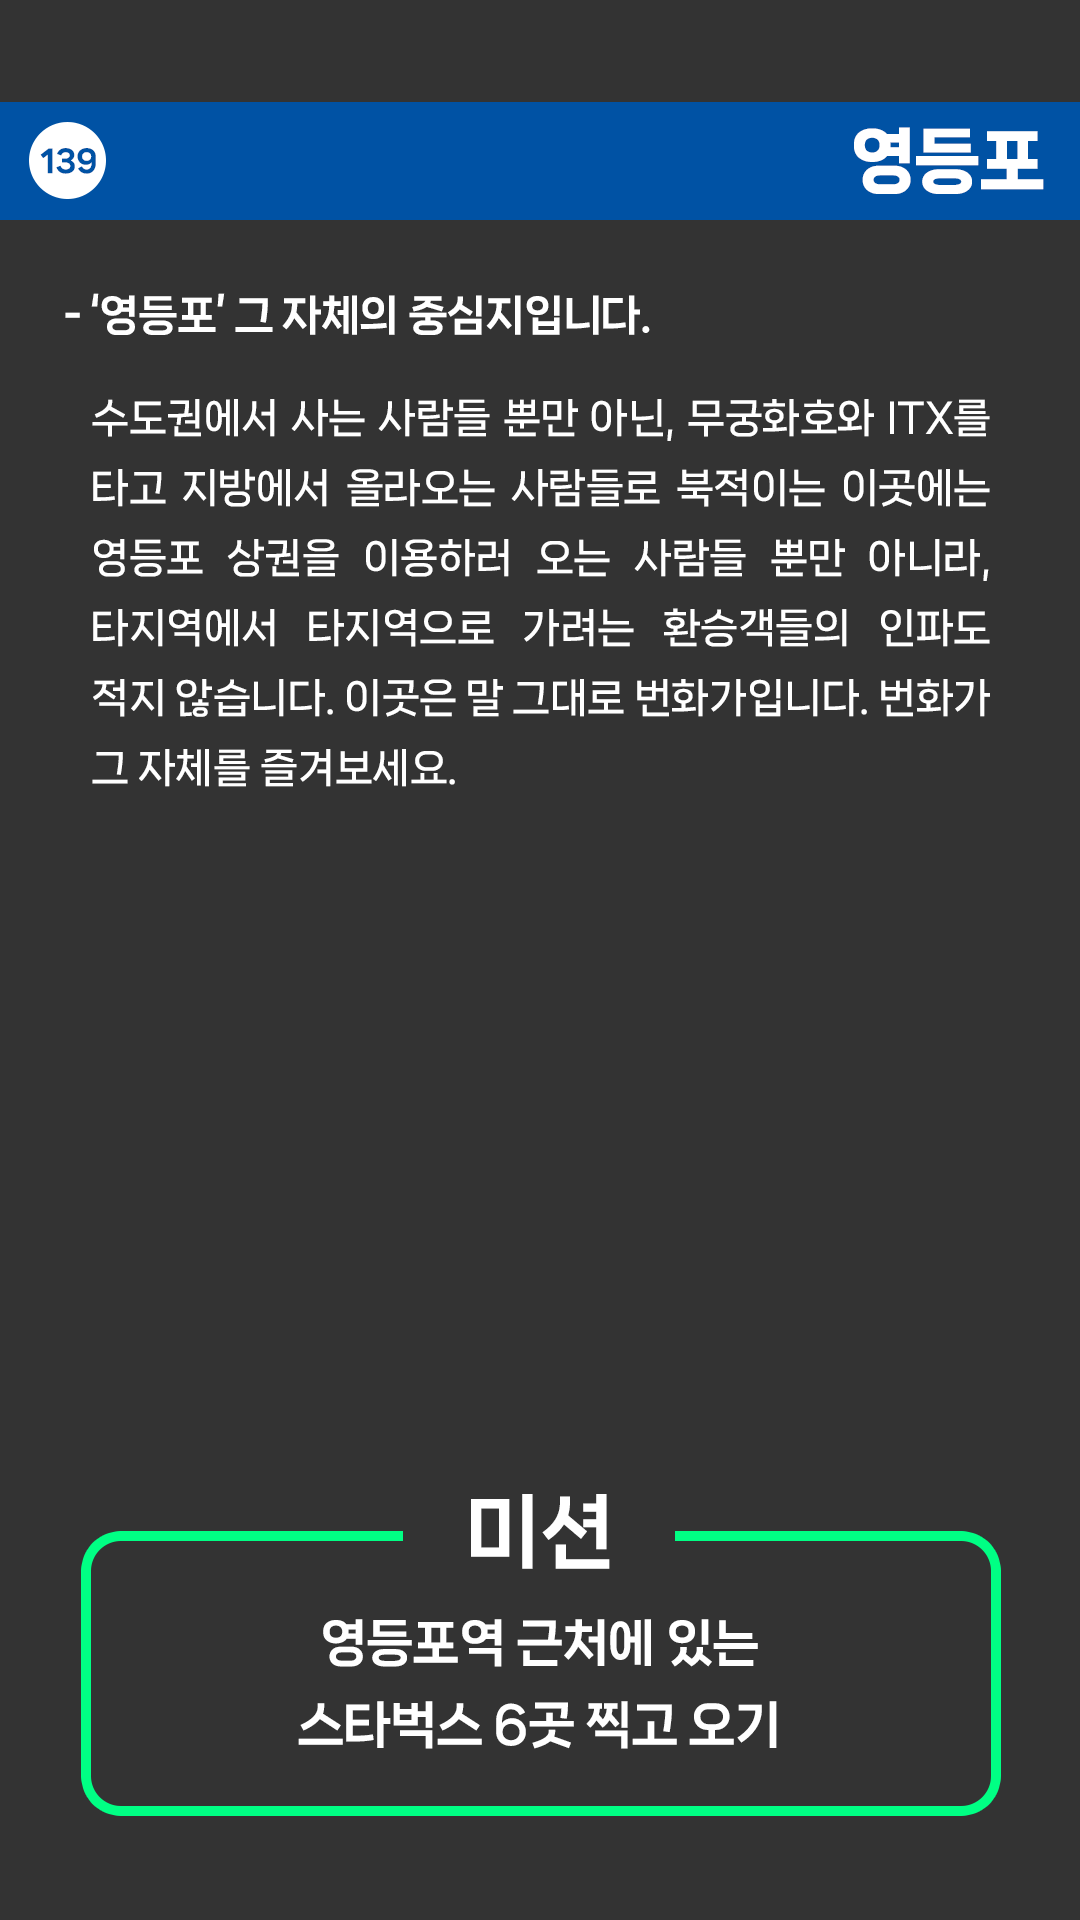 139
영등포
- ‘영등포’ 그 자체의 중심지입니다.
수도권에서 사는 사람들 뿐만 아닌, 무궁화호와 ITX를
타고 지방에서 올라오는 사람들로 북적이는 이곳에는
영등포 상권을 이용하러 오는 사람들 뿐만 아니라,
타지역에서 타지역으로 가려는 환승객들의 인파도
적지 않습니다. 이곳은 말 그대로 번화가입니다. 번화가
그 자체를 즐겨보세요.
미션
영등포역 근처에 있는
스타벅스 6곳 찍고 오기